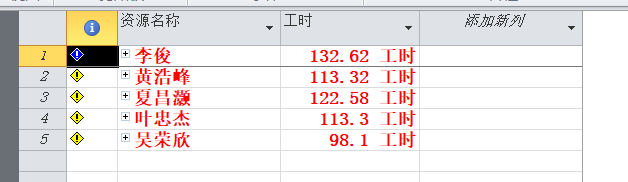 资源名称 工时 添加新列
1 李俊 132.62 工时
2 黄浩峰 113.32 工时
3 夏昌灏 122.58 工时
4 叶忠杰 113.3 工时
5 吴荣欣 98.1 工时